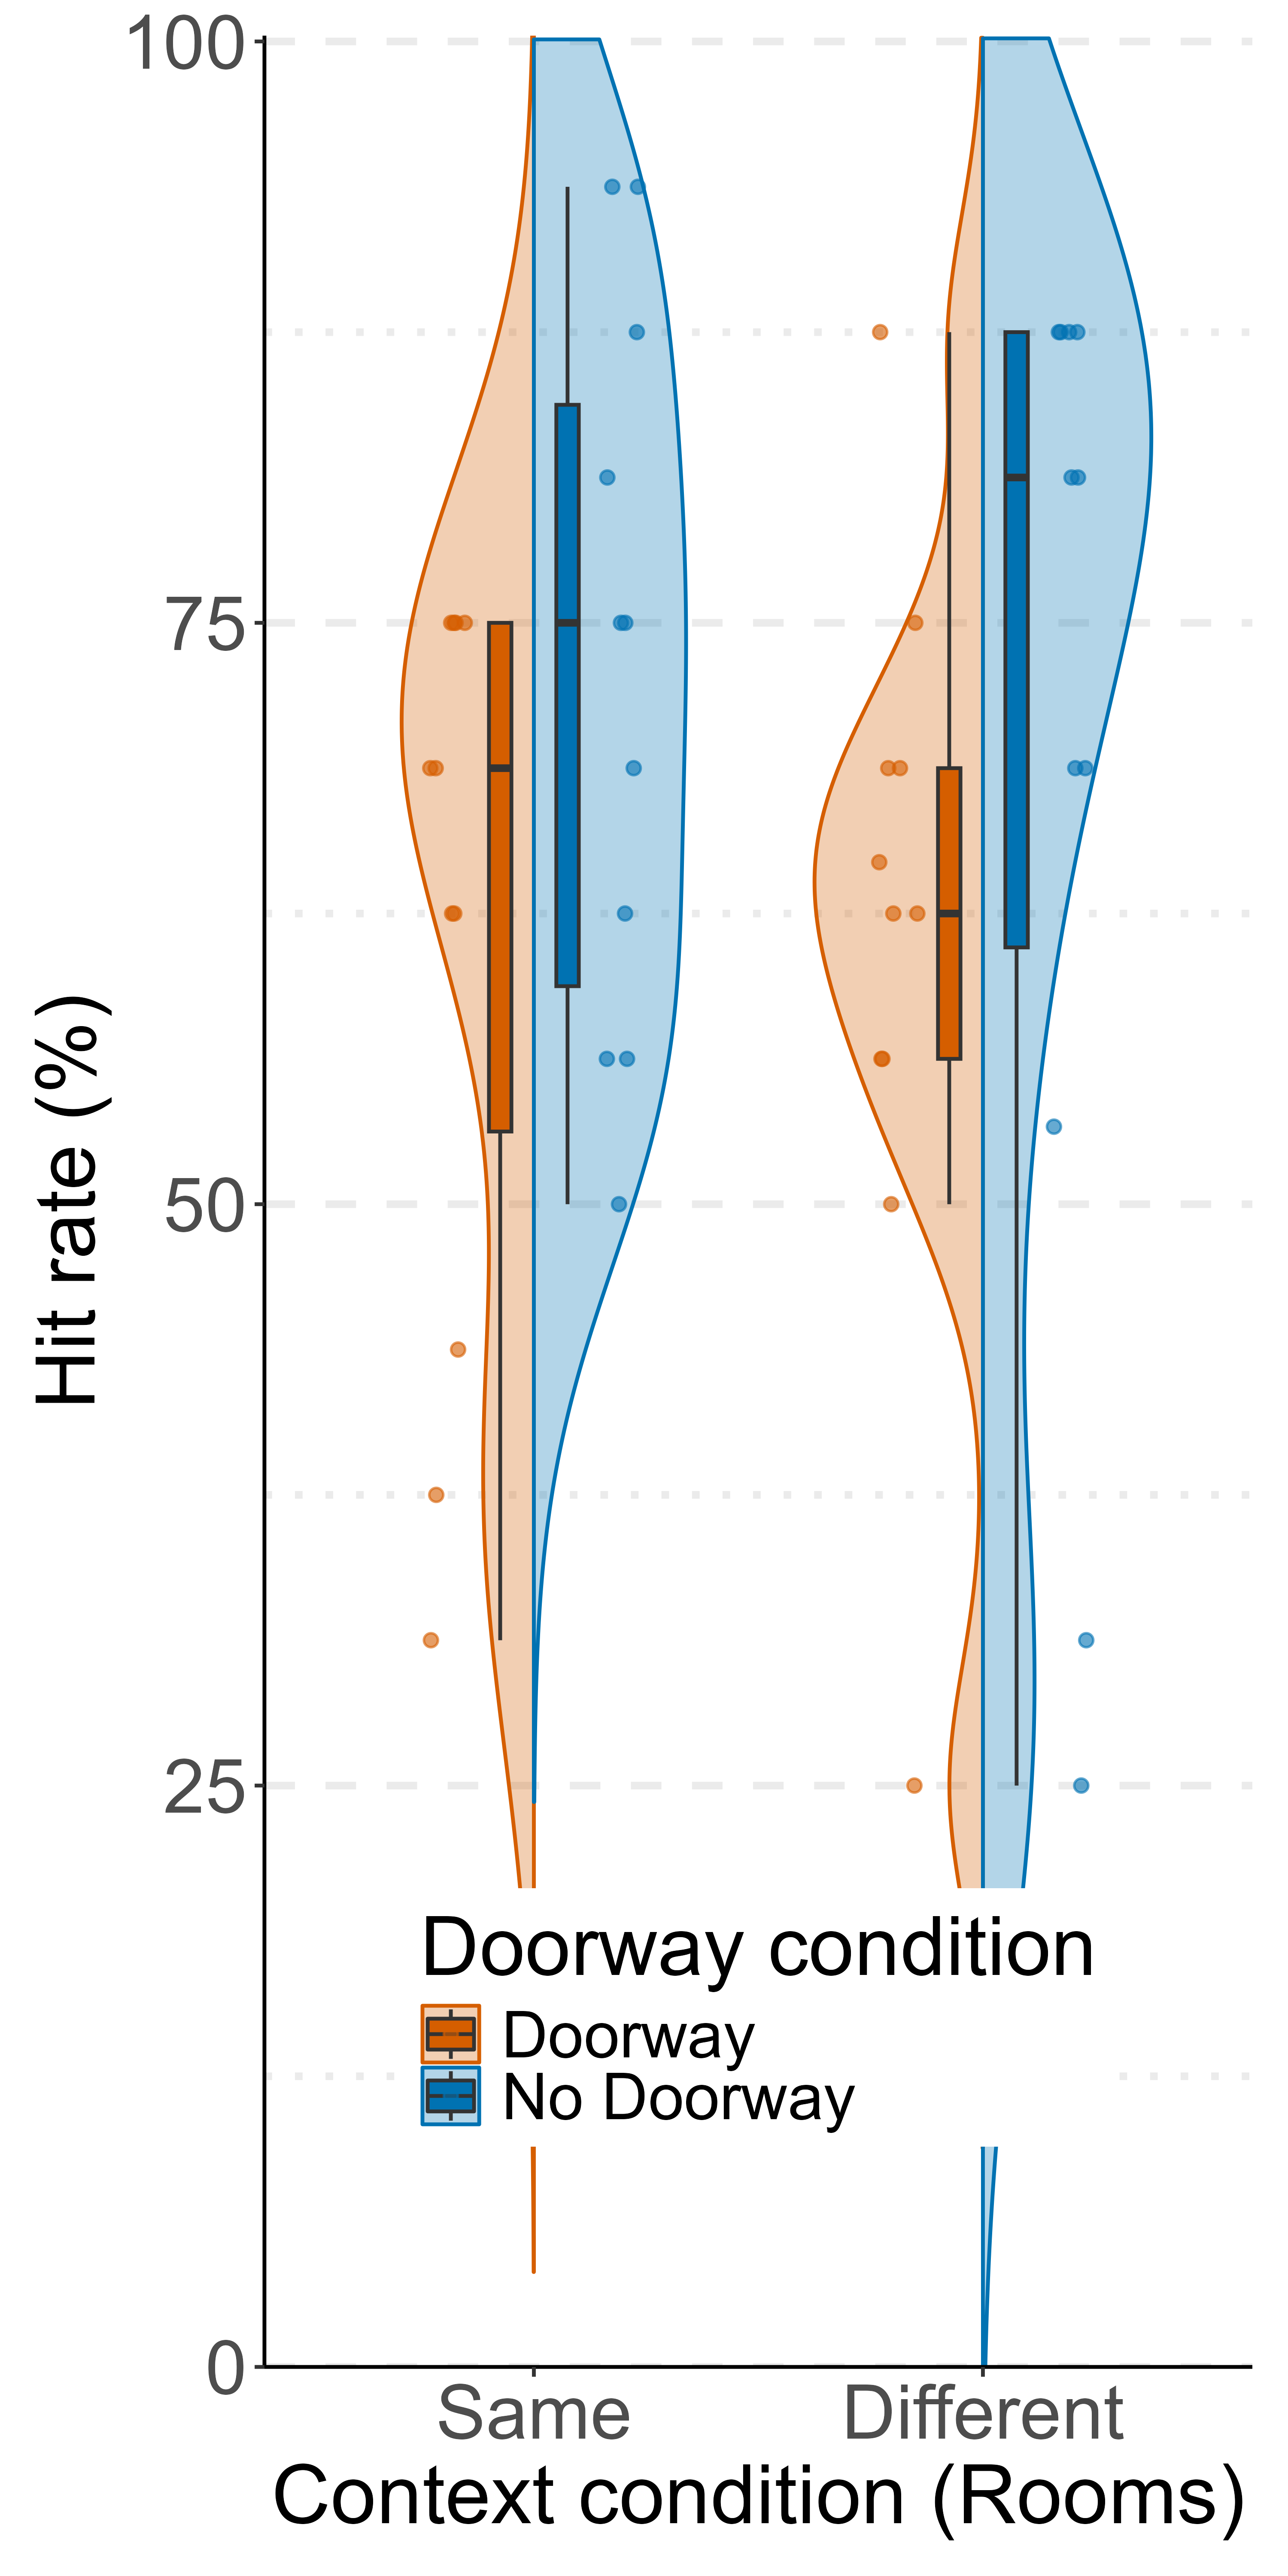 100
75
50
25
0
Hit rate (%)
Doorway condition
Doorway
No Doorway
Same Different
Context condition (Rooms)